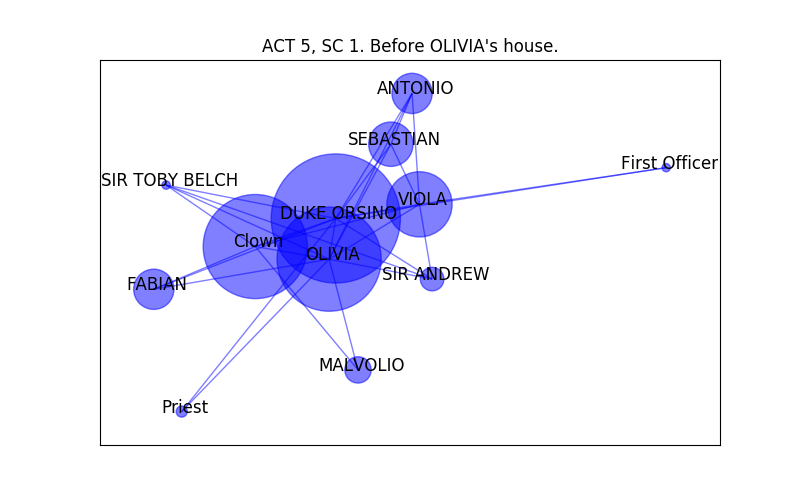 ACT 5, SC 1. Before OLIVIA's house.
ANTONIO
SEBASTIAN
First Officer
SIR TOBY BELCH
VIOLA
DUKE ORSINO
Clown
OLIVIA
SIR ANDREW
FABIAN
MALVOLIO
Priest